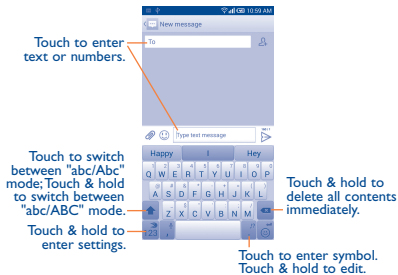 10:59 AM
New message
To
Touch to enter
text or numbers.
Type text message
Happy I Hey
Q W E R T Y U I O P
A S D F G H J K L
Z X C V B N M
123
Touch to switch
between "abc/Abc"
mode; Touch & hold
to switch between
"abc/ABC" mode.
Touch & hold to
enter settings.
Touch & hold to
delete all contents
immediately.
Touch to enter symbol.
Touch & hold to edit.